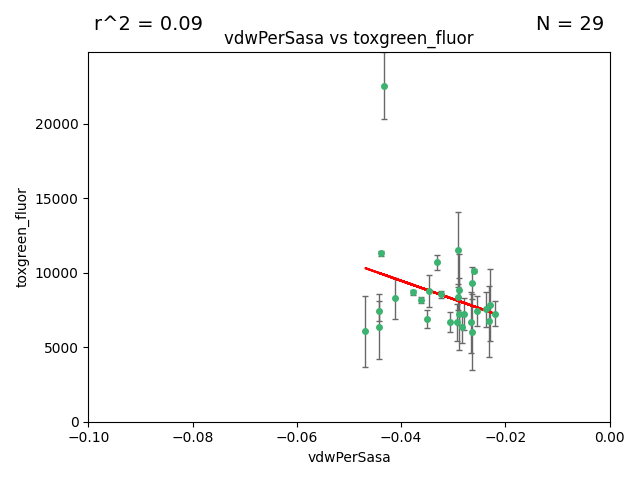 r^2 = 0.09
N = 29
vdwPerSasa vs toxgreen_fluor
20000
15000
10000
5000
0
toxgreen_fluor
−0.10
−0.08
−0.06
−0.04
−0.02
0.00
vdwPerSasa